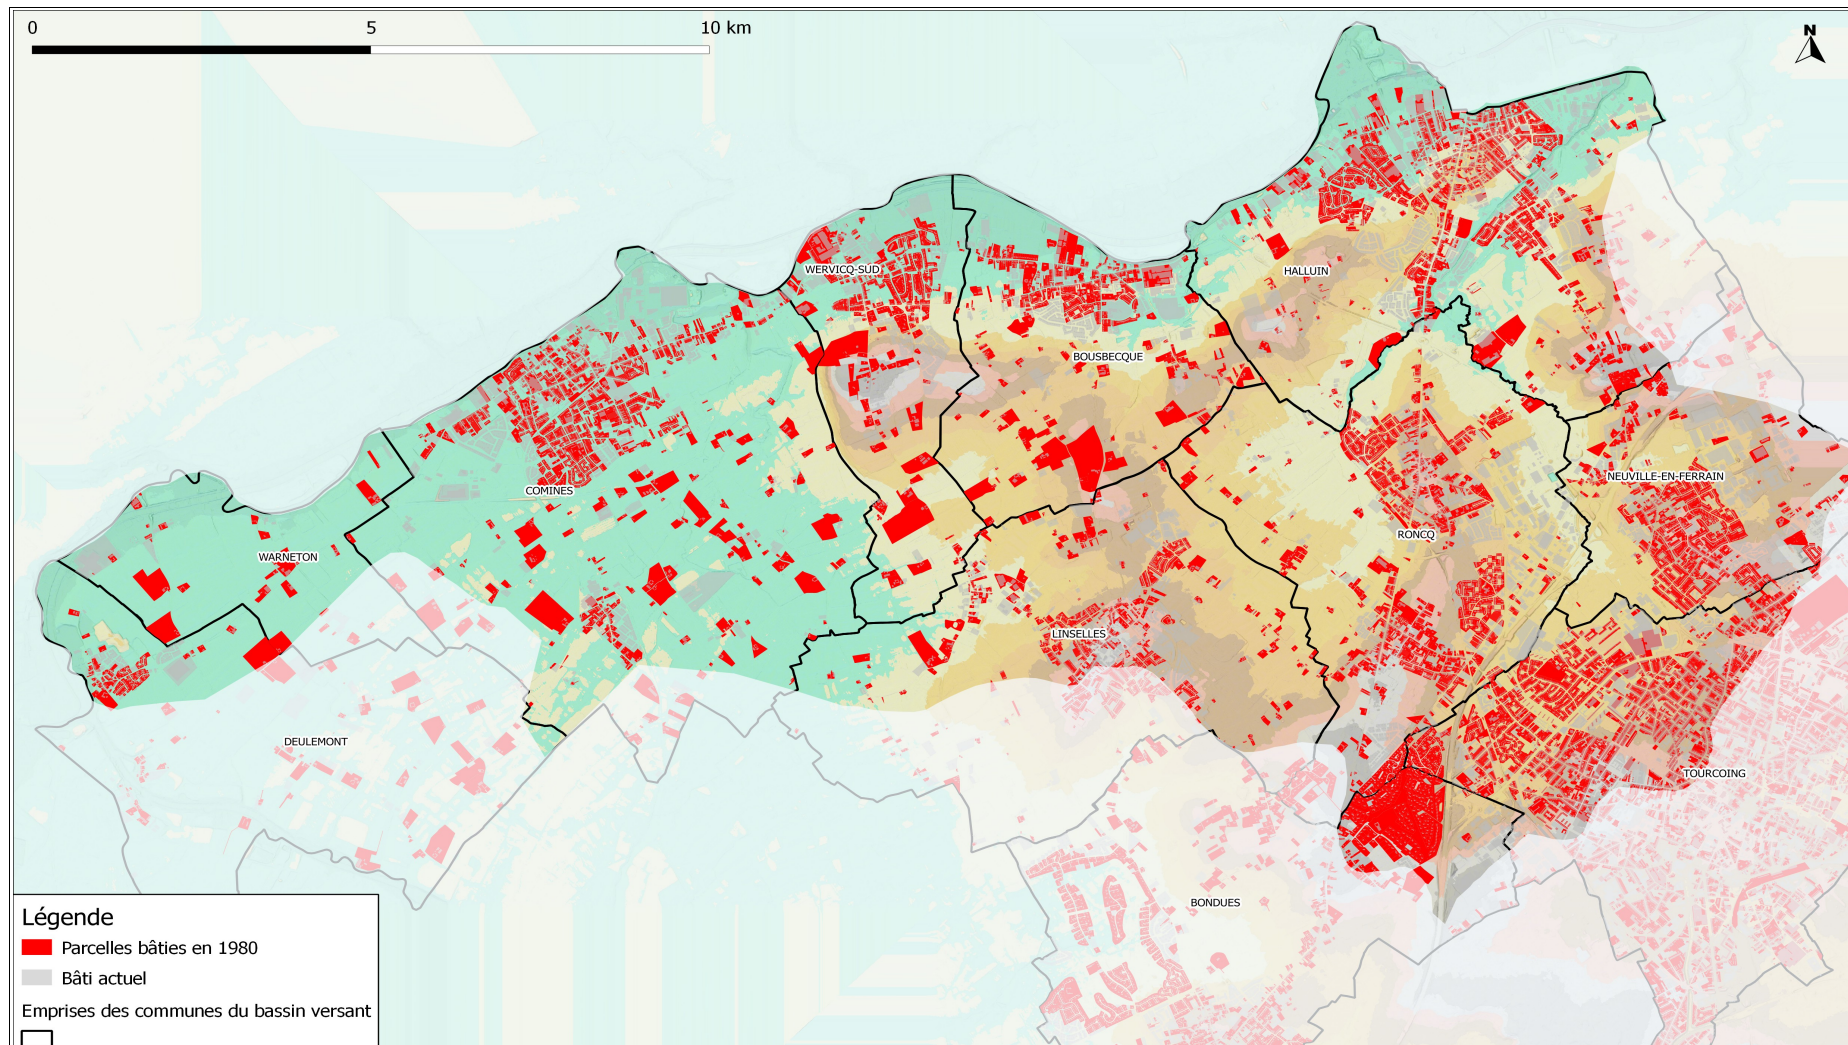 0 5 10 km
N
WERVICQ-SUD
HALLUIN
BOUSBECQUE
COMINES
NEUVILLE-EN-FERRAIN
RONCQ
WARNETON
LINSELLES
DEULEMONT
TOURCOING
BONDUES
Légende
Parcelles bâties en 1980
Bâti actuel
Emprises des communes du bassin versant